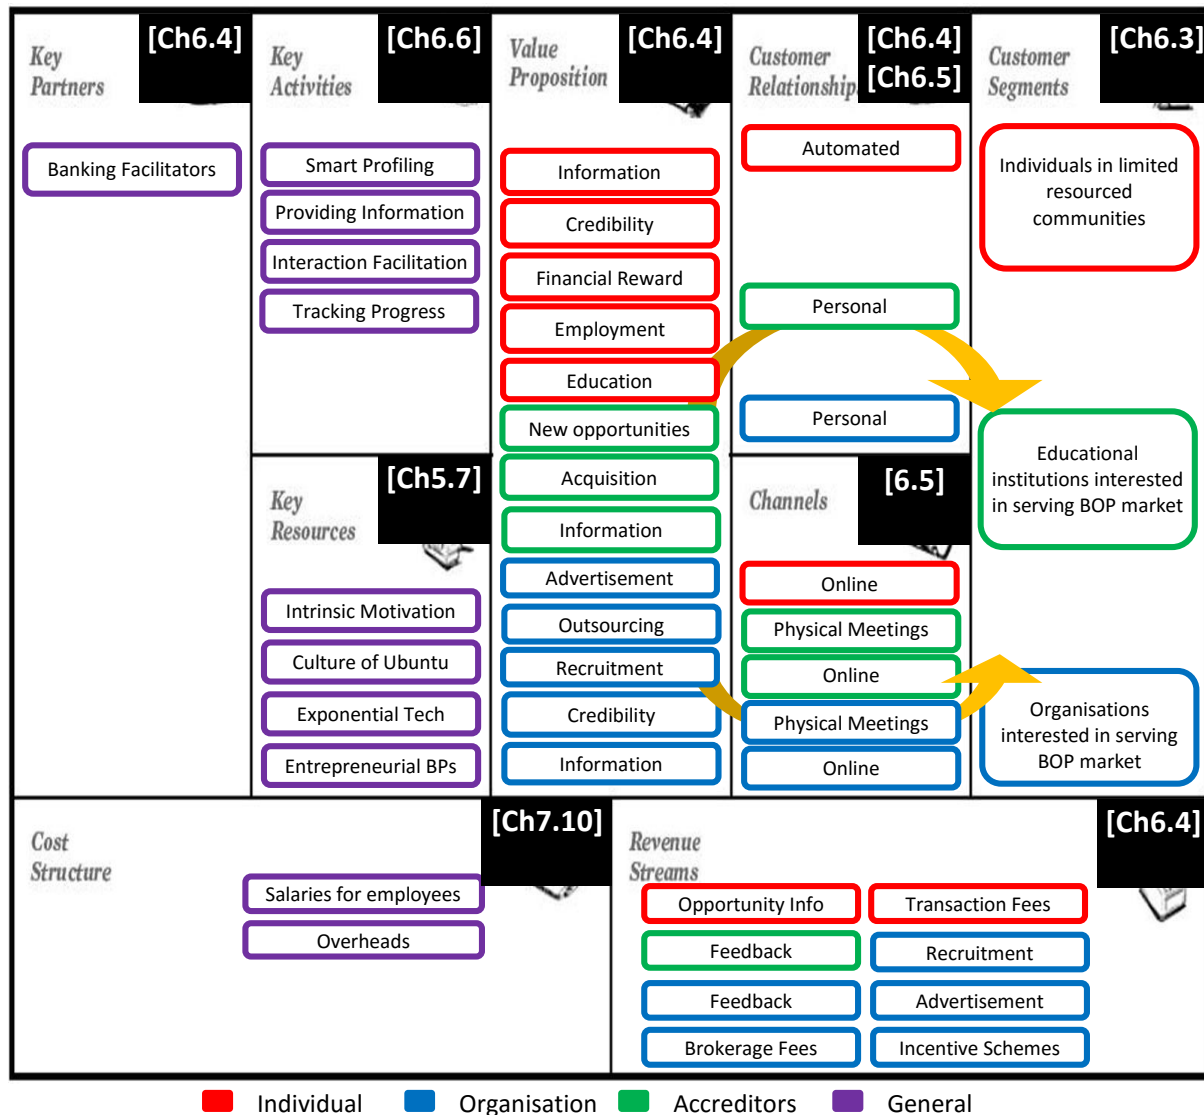 Key
Partners
[Ch6.4]
Banking Facilitators
Key
Activities
[Ch6.6]
Smart Profiling
Providing Information
Interaction Facilitation
Tracking Progress
Key
Resources
[Ch5.7]
Intrinsic Motivation
Culture of Ubuntu
Exponential Tech
Entrepreneurial BPs
Value
Proposition
[Ch6.4]
Information
Credibility
Financial Reward
Employment
Education
New opportunities
Acquisition
Information
Advertisement
Outsourcing
Recruitment
Credibility
Information
Customer
Relationship
[Ch6.4]
[Ch6.5]
Automated
Personal
Personal
Channels
[6.5]
Online
Physical Meetings
Online
Physical Meetings
Online
Customer
Segments
[Ch6.3]
Individuals in limited
resourced
communities
Educational
institutions interested
in serving BOP market
Organisations
interested in serving
BOP market
Cost
Structure
[Ch7.10]
Salaries for employees
Overheads
Revenue
Streams
[Ch6.4]
Opportunity Info
Transaction Fees
Feedback
Recruitment
Feedback
Advertisement
Brokerage Fees
Incentive Schemes
Individual
Organisation
Accreditors
General